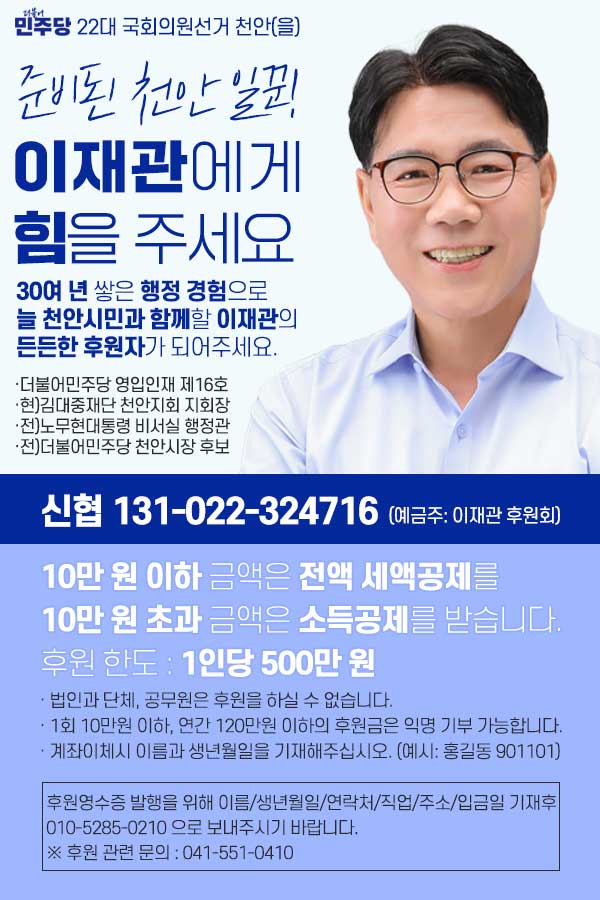 더불어
민주당 22대 국회의원선거 천안(을)
준비된 천안 일꾼!
이재관에게
힘을 주세요
30여 년 쌓은 행정 경험으로
늘 천안시민과 함께할 이재관의
든든한 후원자가 되어주세요.
·더불어민주당 영입인재 제16호
·현)김대중재단 천안지회 지회장
·전)노무현대통령 비서실 행정관
·전)더불어민주당 천안시장 후보
신협 131-022-324716 (예금주: 이재관 후원회)
10만 원 이하 금액은 전액 세액공제를
10만 원 초과 금액은 소득공제를 받습니다.
후원 한도 : 1인당 500만 원
· 법인과 단체, 공무원은 후원을 하실 수 없습니다.
· 1회 10만원 이하, 연간 120만원 이하의 후원금은 익명 기부 가능합니다.
· 계좌이체시 이름과 생년월일을 기재해주십시오. (예시: 홍길동 901101)
후원영수증 발행을 위해 이름/생년월일/연락처/직업/주소/입금일 기재후
010-5285-0210 으로 보내주시기 바랍니다.
※ 후원 관련 문의 : 041-551-0410